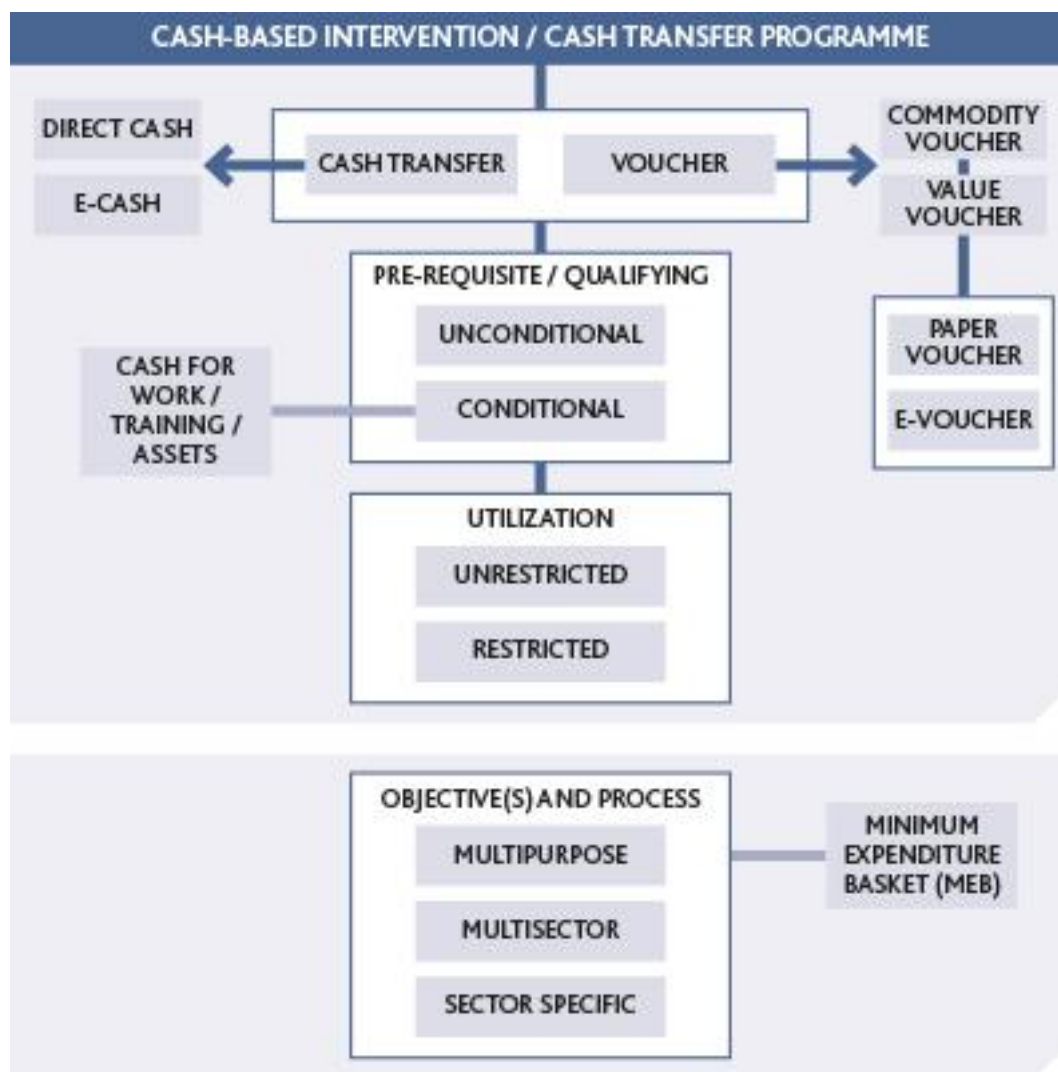 CASH-BASED INTERVENTION / CASH TRANSFER PROGRAMME
DIRECT CASH
E-CASH
CASH TRANSFER
VOUCHER
COMMODITY
VOUCHER
VALUE
VOUCHER
PRE-REQUISITE / QUALIFYING
UNCONDITIONAL
CONDITIONAL
CASH FOR
WORK /
TRAINING /
ASSETS
PAPER
VOUCHER
E-VOUCHER
UTILIZATION
UNRESTRICTED
RESTRICTED
OBJECTIVE(S) AND PROCESS
MULTIPURPOSE
MULTISECTOR
SECTOR SPECIFIC
MINIMUM
EXPENDITURE
BASKET (MEB)